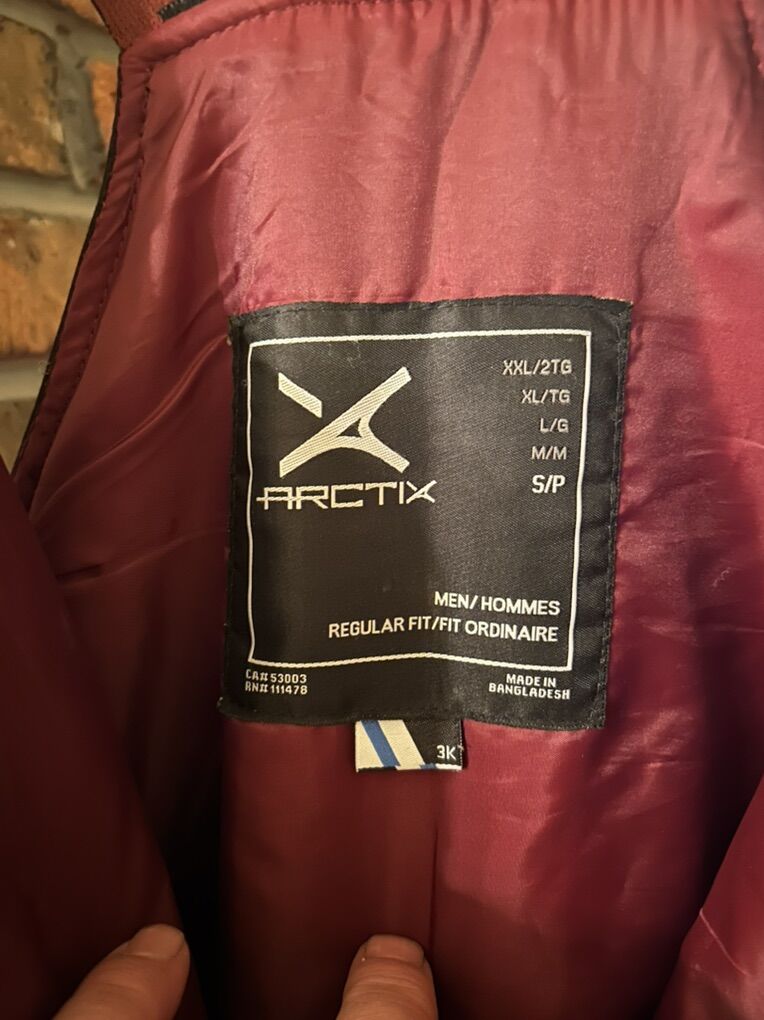 XXL/2TG
XL/TG
L/G
M/M
S/P
ARCTIX
MEN/HOMMES
REGULAR FIT/FIT ORDINAIRE
CA# 53003
RN# 111478
MADE IN
BANGLADESH
3K